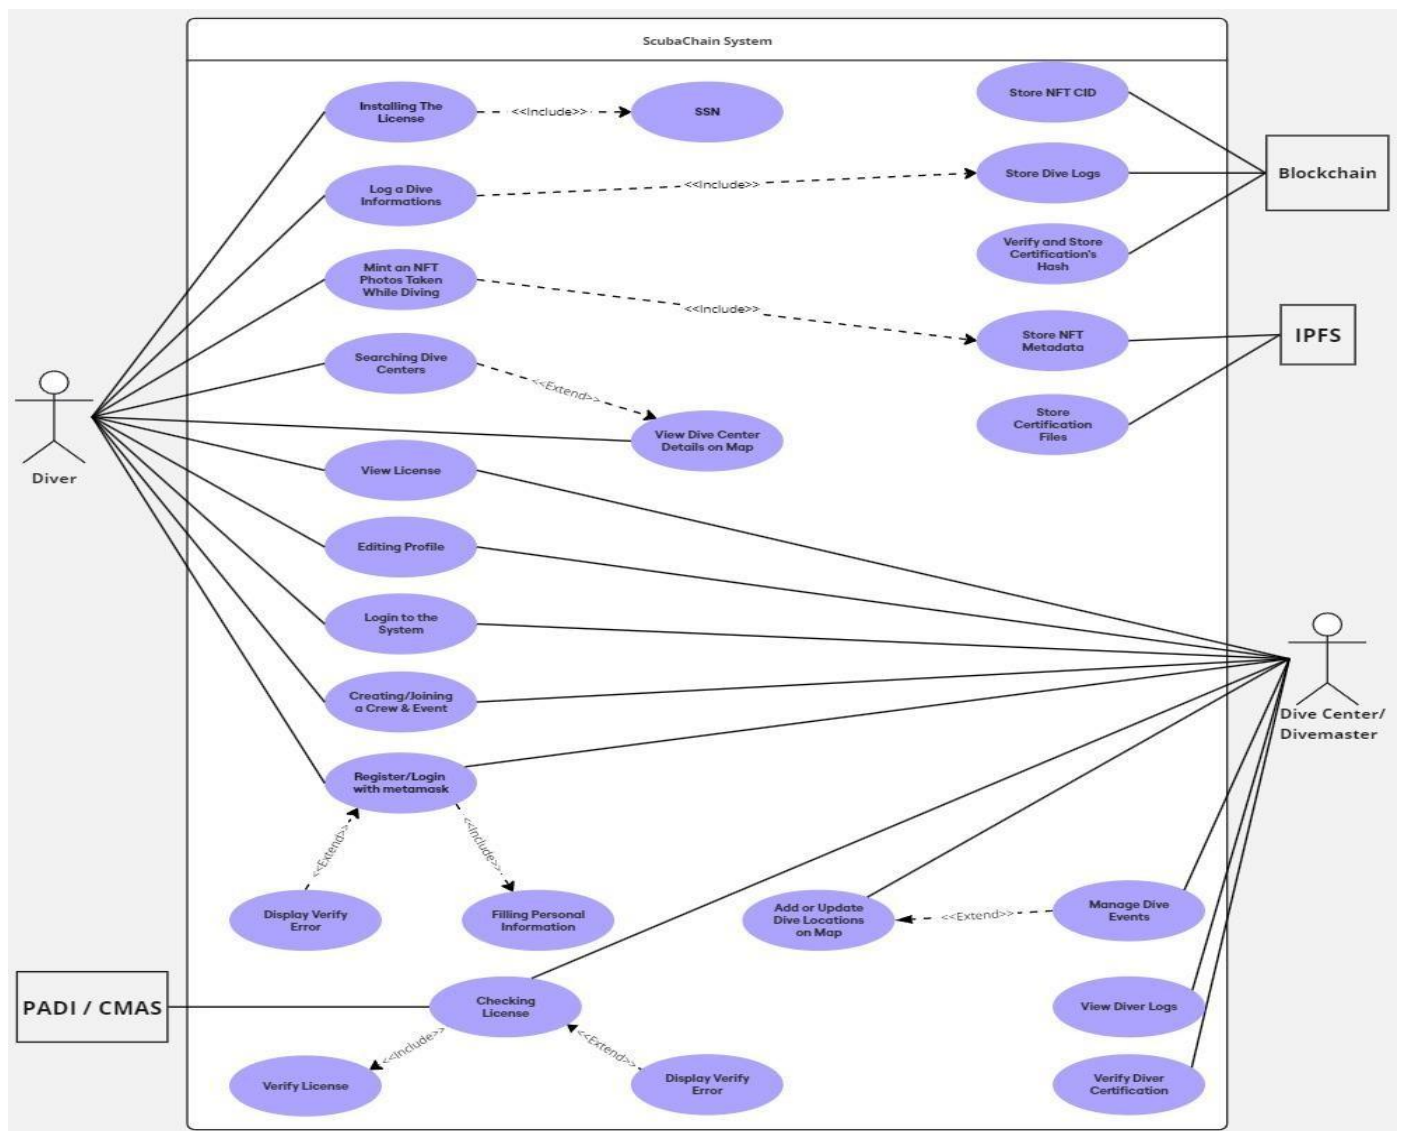 ScubaChain System
Installing The
License
<<Include>>
SSN
Store NFT CID
Log a Dive
Informations
<<Include>>
Store Dive Logs
Blockchain
Mint an NFT
Photos Taken
While Diving
<<Include>>
Verify and Store
Certification's
Hash
Store NFT
Metadata
IPFS
Searching Dive
Centers
<<Extend>>
View Dive Center
Details on Map
Store
Certification
Files
Diver
View License
Editing Profile
Login to the
System
Creating/Joining
a Crew & Event
Dive Center/
Divemaster
Register/Login
with metamask
<<Extend>>
<<Include>>
Display Verify
Error
Filling Personal
Information
Add or Update
Dive Locations
on Map
<<Extend>>
Manage Dive
Events
PADI / CMAS
Checking
License
View Diver Logs
<<Include>>
<<Extend>>
Verify License
Display Verify
Error
Verify Diver
Certification